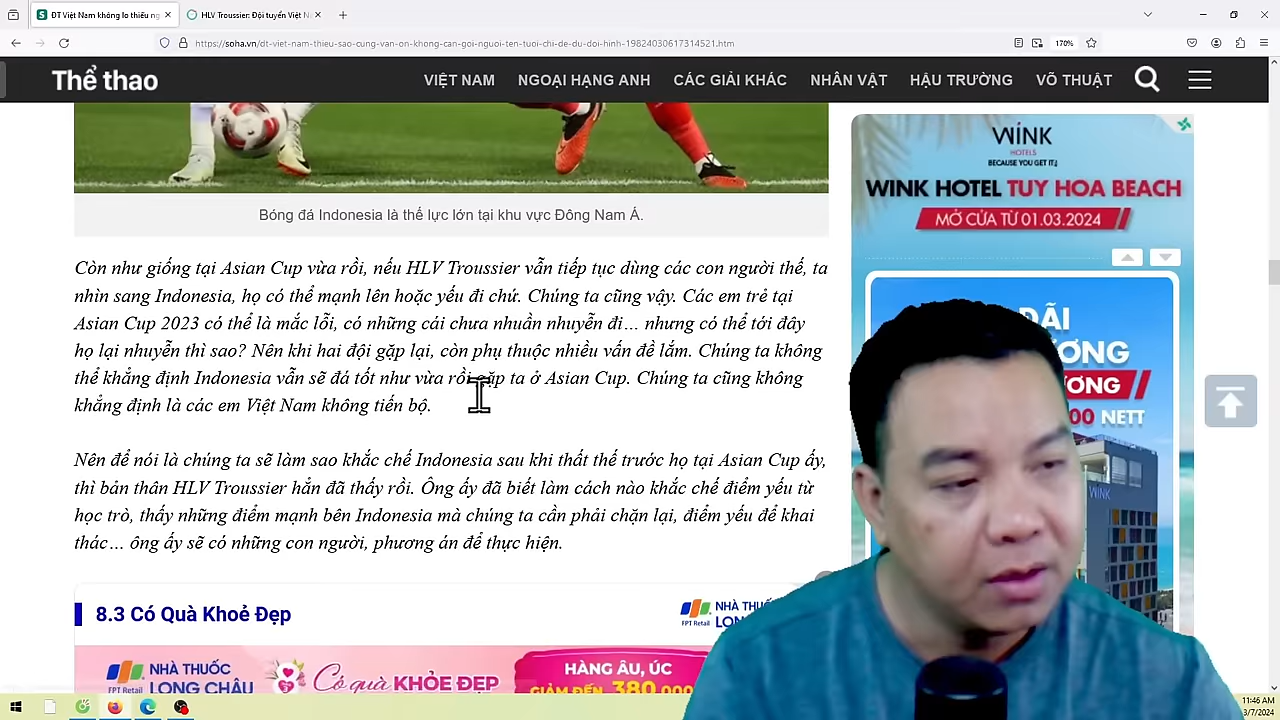 ĐT Việt Nam không lo thiếu ng
HLV Troussier: Đội tuyển Việt N
https://soha.vn/dt-viet-nam-thieu-sao-cung-van-on-khong-can-goi-nguoi-ten-tuoi-chi-de-du-doi-hinh-198240306173145​21.htm
170%
Thể thao
VIỆT NAM
NGOẠI HẠNG ANH
CÁC GIẢI KHÁC
NHÂN VẬT
HẬU TRƯỜNG
VÕ THUẬT
Bóng đá Indonesia là thế lực lớn tại khu vực Đông Nam Á.
Còn như giống tại Asian Cup vừa rồi, nếu HLV Troussier vẫn tiếp tục dùng các con người thế, ta
nhìn sang Indonesia, họ có thể mạnh lên hoặc yếu đi chứ. Chúng ta cũng vậy. Các em trẻ tại
Asian Cup 2023 có thể là mắc lỗi, có những cái chưa nhuần nhuyễn đi… nhưng có thể tới đây
họ lại nhuyễn thì sao? Nên khi hai đội gặp lại, còn phụ thuộc nhiều vấn đề lắm. Chúng ta không
thể khẳng định Indonesia vẫn sẽ đá tốt như vừa rồi gặp ta ở Asian Cup. Chúng ta cũng không
khẳng định là các em Việt Nam không tiến bộ.
Nên để nói là chúng ta sẽ làm sao khắc chế Indonesia sau khi thất thế trước họ tại Asian Cup ấy,
thì bản thân HLV Troussier hẳn đã thấy rồi. Ông ấy đã biết làm cách nào khắc chế điểm yếu từ
học trò, thấy những điểm mạnh bên Indonesia mà chúng ta cần phải chặn lại, điểm yếu để khai
thác… ông ấy sẽ có những con người, phương án để thực hiện.
8.3 Có Quà Khoẻ Đẹp
FPT Retail
NHÀ THUỐC
LONG CHÂU
Có quà KHỎE ĐẸP
HÀNG ÂU, ÚC
GIẢM ĐẾN 380.000
WINK
HOTELS
BECAUSE YOU GET IT;)
WINK HOTEL TUY HOA BEACH
MỞ CỬA TỪ 01.03.2024
NETT
WINK
11:46 AM
3/7/2024